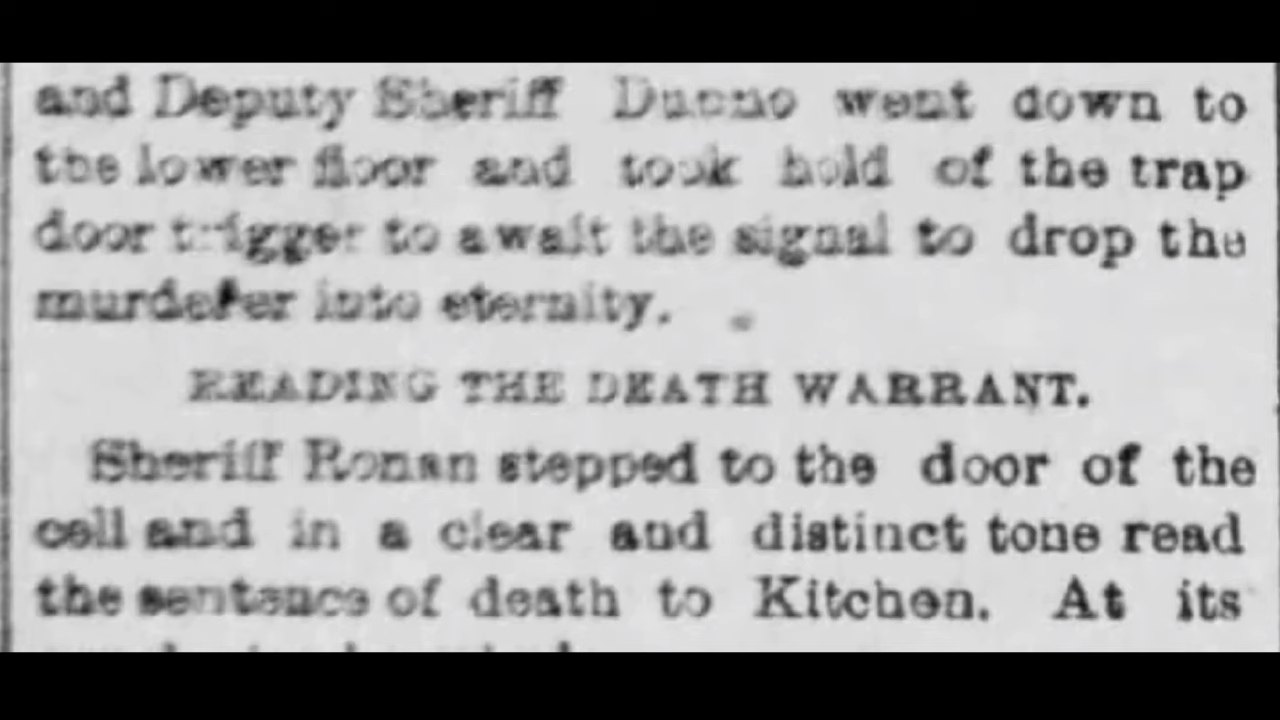 and Deputy Sheriff went down to
the lower floor and took hold of the trap
door trigger to await the signal to drop the
murderer into eternity.
READING THE DEATH WARRANT.
Sheriff Ronan stepped to the door of the
cell and in a clear and distinct tone read
the sentence of death to Kitchen. At its